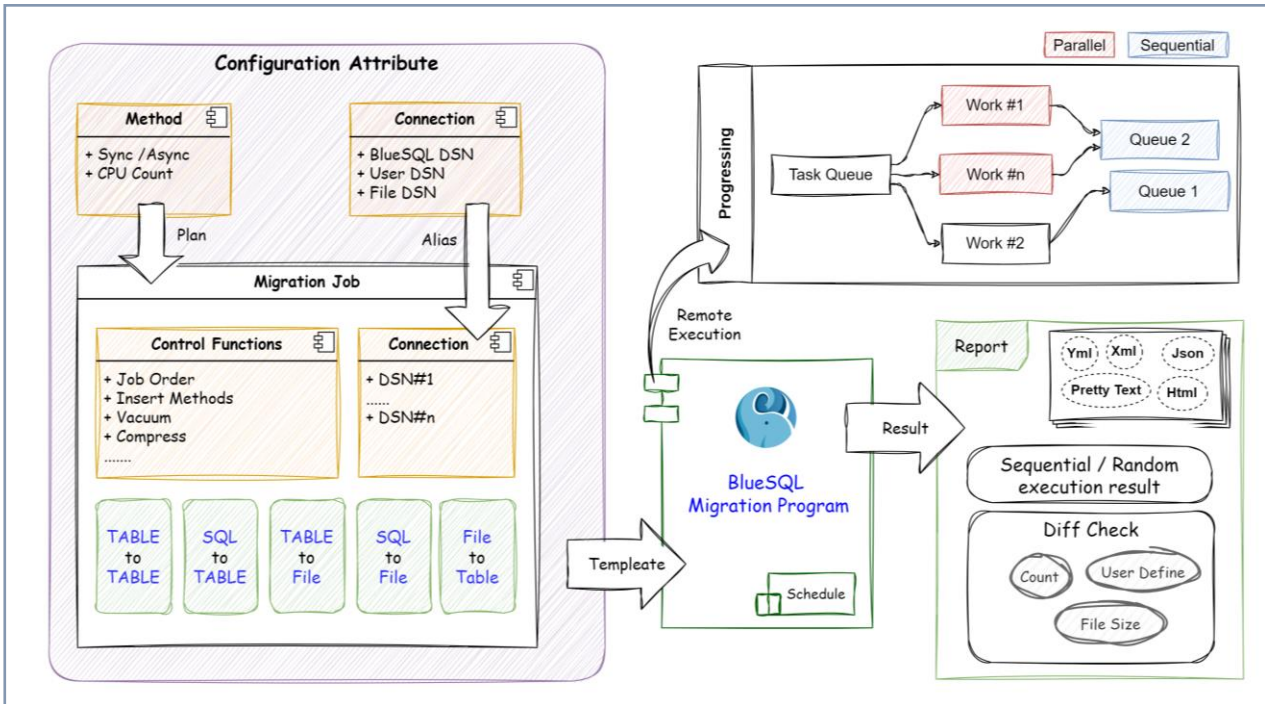 Configuration Attribute
Method
+ Sync /Async
+ CPU Count
Connection
+ BlueSQL DSN
+ User DSN
+ File DSN
Plan
Alias
Migration Job
Control Functions
+ Job Order
+ Insert Methods
+ Vacuum
+ Compress
.......
Connection
+ DSN#1
......
+ DSN#n
TABLE
to
TABLE
SQL
to
TABLE
TABLE
to
File
SQL
to
File
File
to
Table
Templeate
Parallel
Sequential
Progressing
Task Queue
Work #1
Work #n
Work #2
Queue 2
Queue 1
Remote
Execution
BlueSQL
Migration Program
Schedule
Result
Report
Yml
Xml
Json
Pretty Text
Html
Sequential / Random
execution result
Diff Check
Count
User Define
File Size